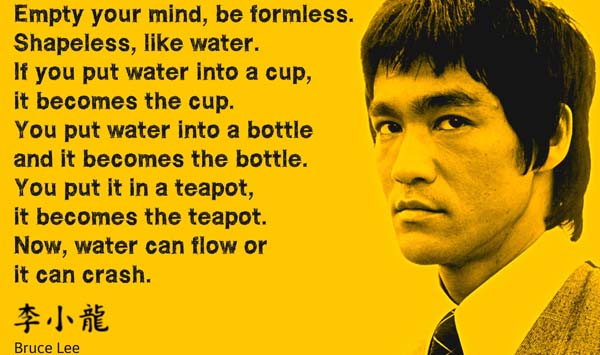 Empty your mind, be formless.
Shapeless, like water.
If you put water into a cup,
it becomes the cup.
You put water into a bottle
and it becomes the bottle.
You put it in a teapot,
it becomes the teapot.
Now, water can flow or
it can crash.
李小龍
Bruce Lee